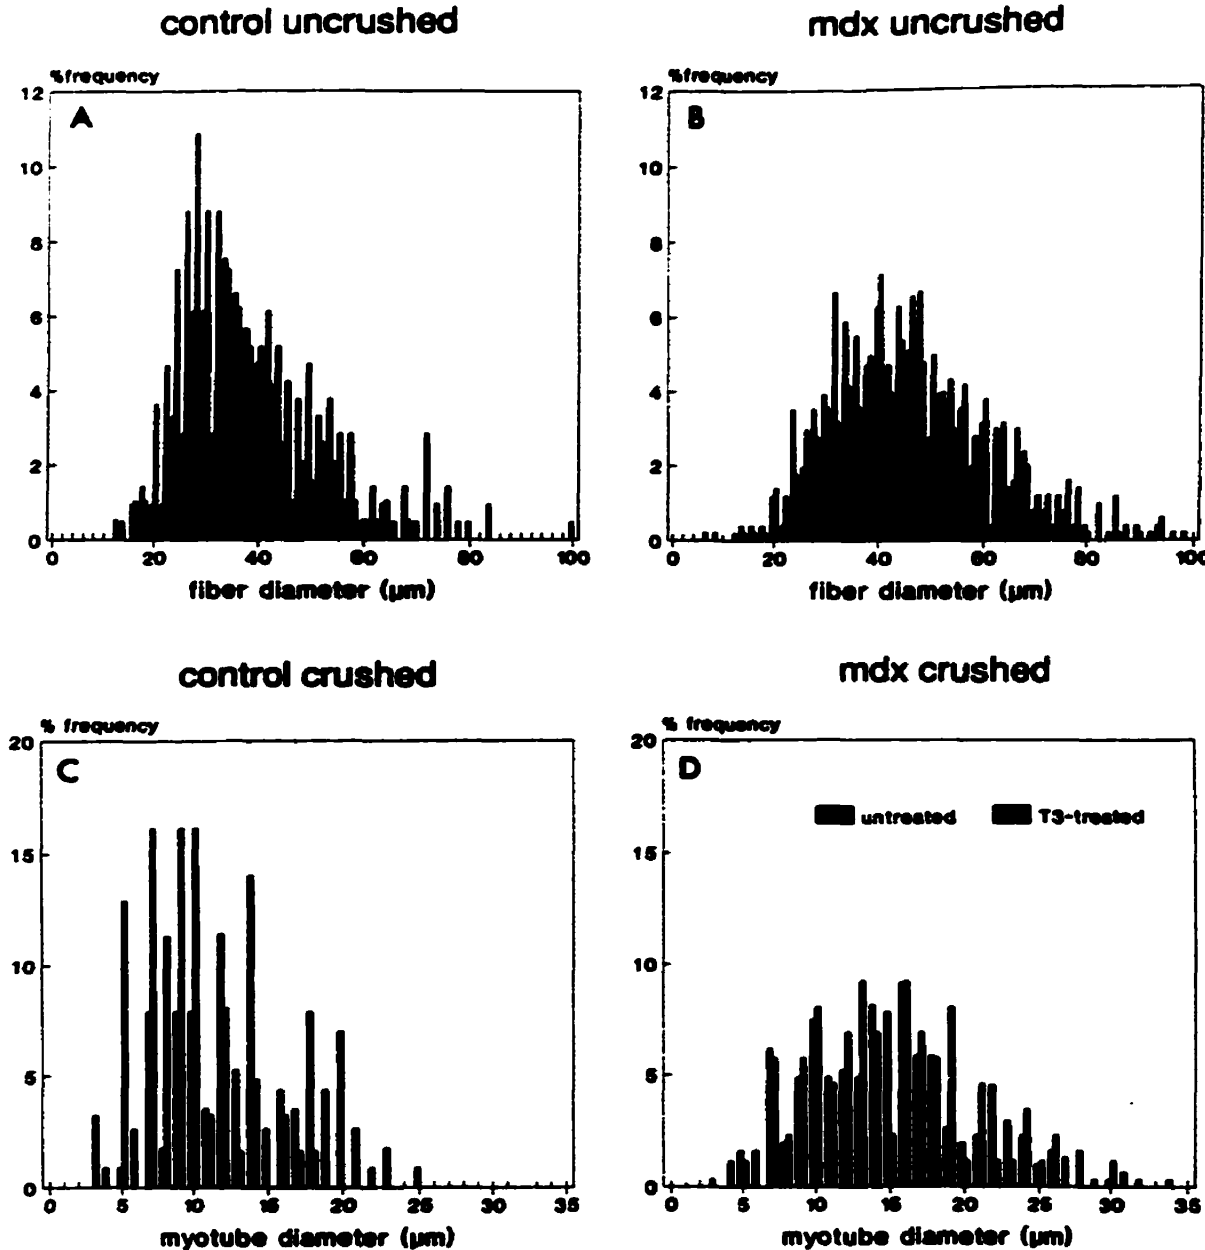 control uncrushed
mdx uncrushed
%frequency
%frequency
12
10
8
6
4
2
0
A
0 20 40 60 80 100
fiber diameter (µm)
12
10
8
6
4
2
0
B
0 20 40 60 80 100
fiber diameter (µm)
control crushed
mdx crushed
% frequency
% frequency
20
15
10
5
0
C
0 5 10 15 20 25 30 35
myotube diameter (µm)
20
15
10
5
0
D
untreated T3-treated
0 5 10 15 20 25 30 35
myotube diameter (µm)